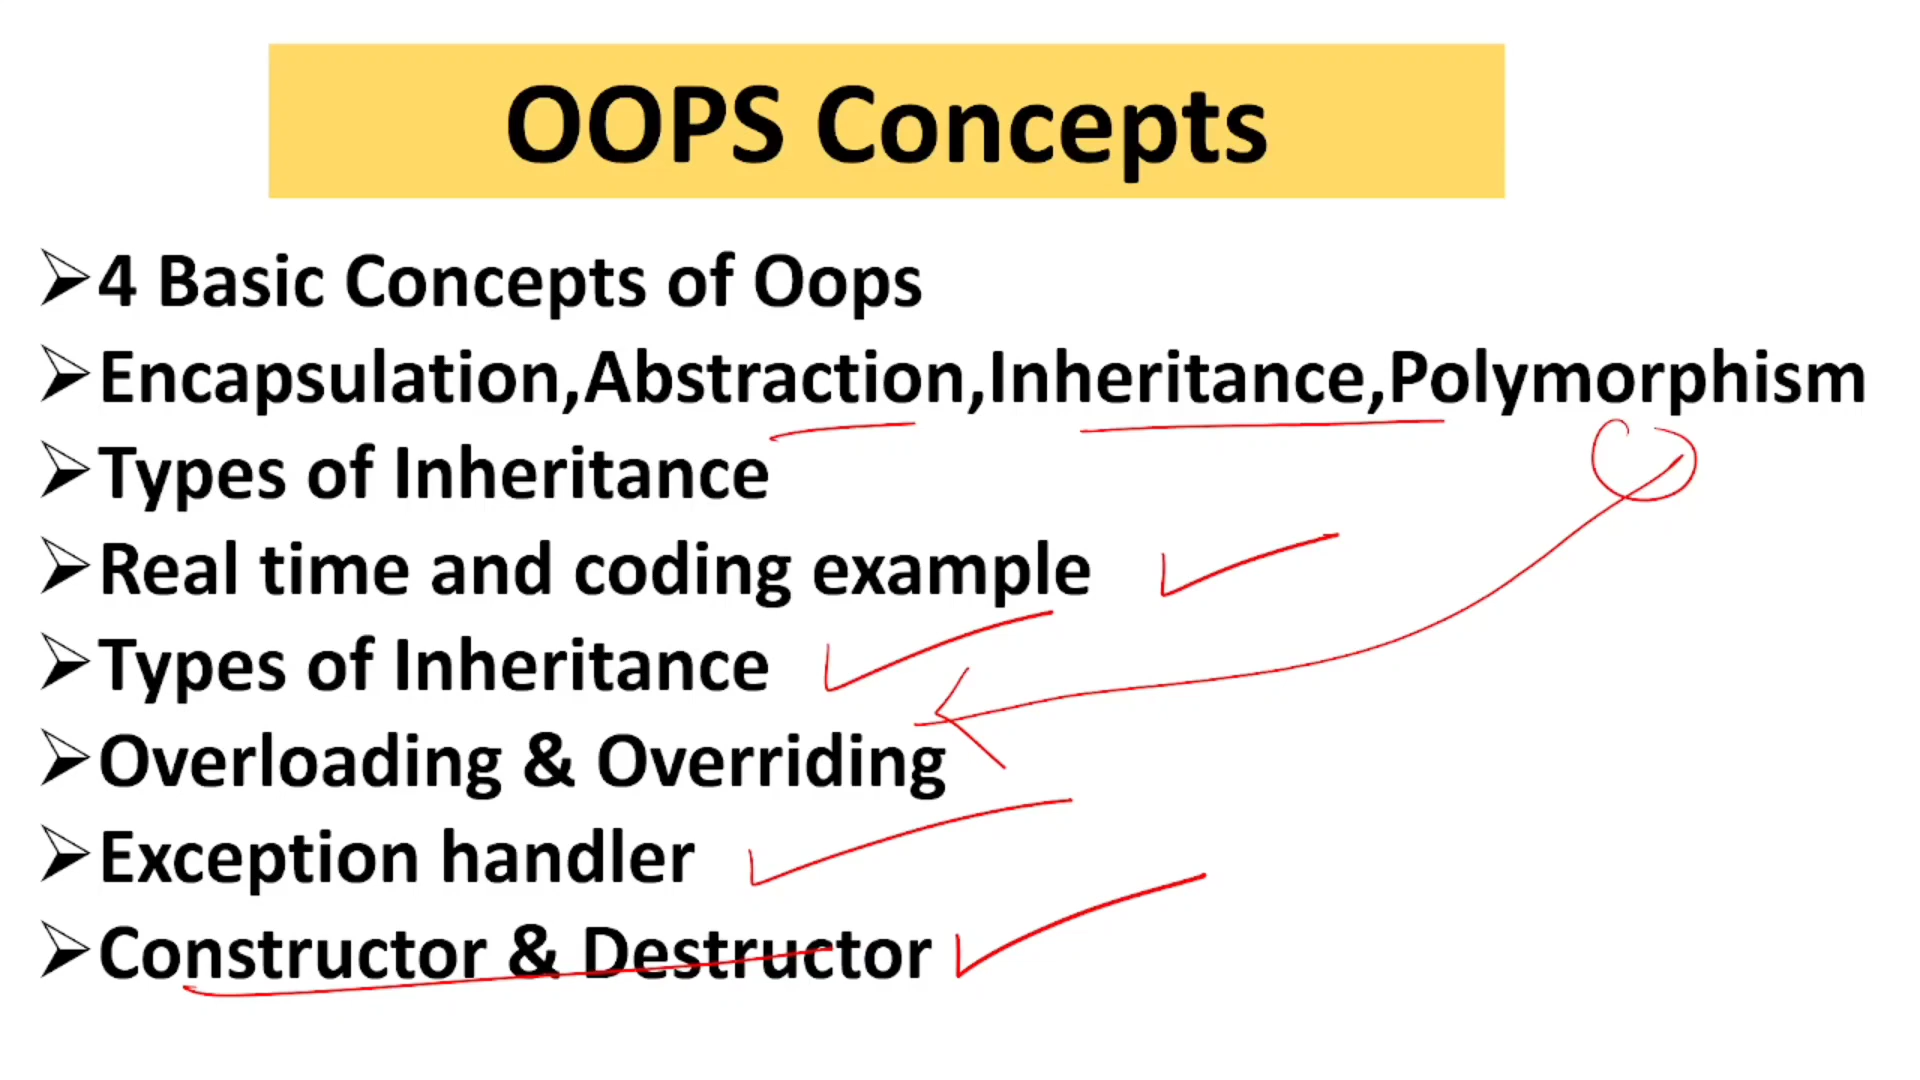 OOPS Concepts
4 Basic Concepts of Oops
Encapsulation,Abstraction,Inheritance,Polymorphism
Types of Inheritance
Real time and coding example
Types of Inheritance
Overloading & Overriding
Exception handler
Constructor & Destructor